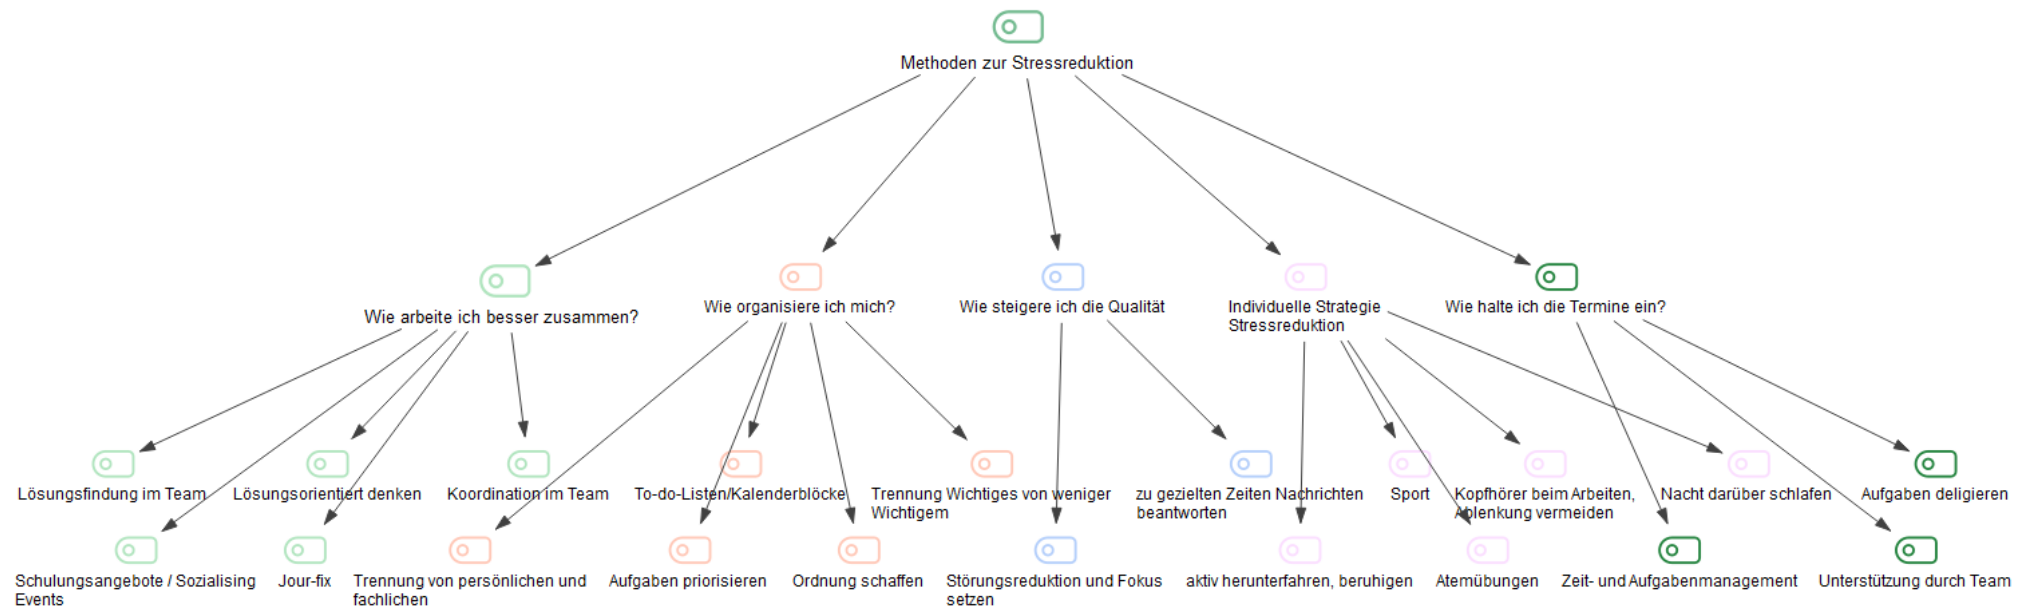 Methoden zur Stressreduktion
Wie arbeite ich besser zusammen?
Wie organisiere ich mich?
Wie steigere ich die Qualität
Individuelle Strategie
Stressreduktion
Wie halte ich die Termine ein?
Lösungsfindung im Team
Lösungsorientiert denken
Koordination im Team
To-do-Listen/Kalenderblöcke
Trennung Wichtiges von weniger
Wichtigem
zu gezielten Zeiten Nachrichten
beantworten
Sport
Kopfhörer beim Arbeiten,
Ablenkung vermeiden
Nacht darüber schlafen
Aufgaben deligieren
Schulungsangebote / Sozialising
Events
Jour-fix
Trennung von persönlichen und
fachlichen
Aufgaben priorisieren
Ordnung schaffen
Störungsreduktion und Fokus
setzen
aktiv herunterfahren, beruhigen
Atemübungen
Zeit- und Aufgabenmanagement
Unterstützung durch Team